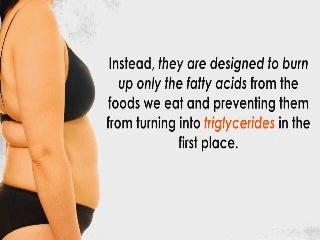 Instead, they are designed to burn
up only the fatty acids from the
foods we eat and preventing them
from turning into triglycerides in the
first place.